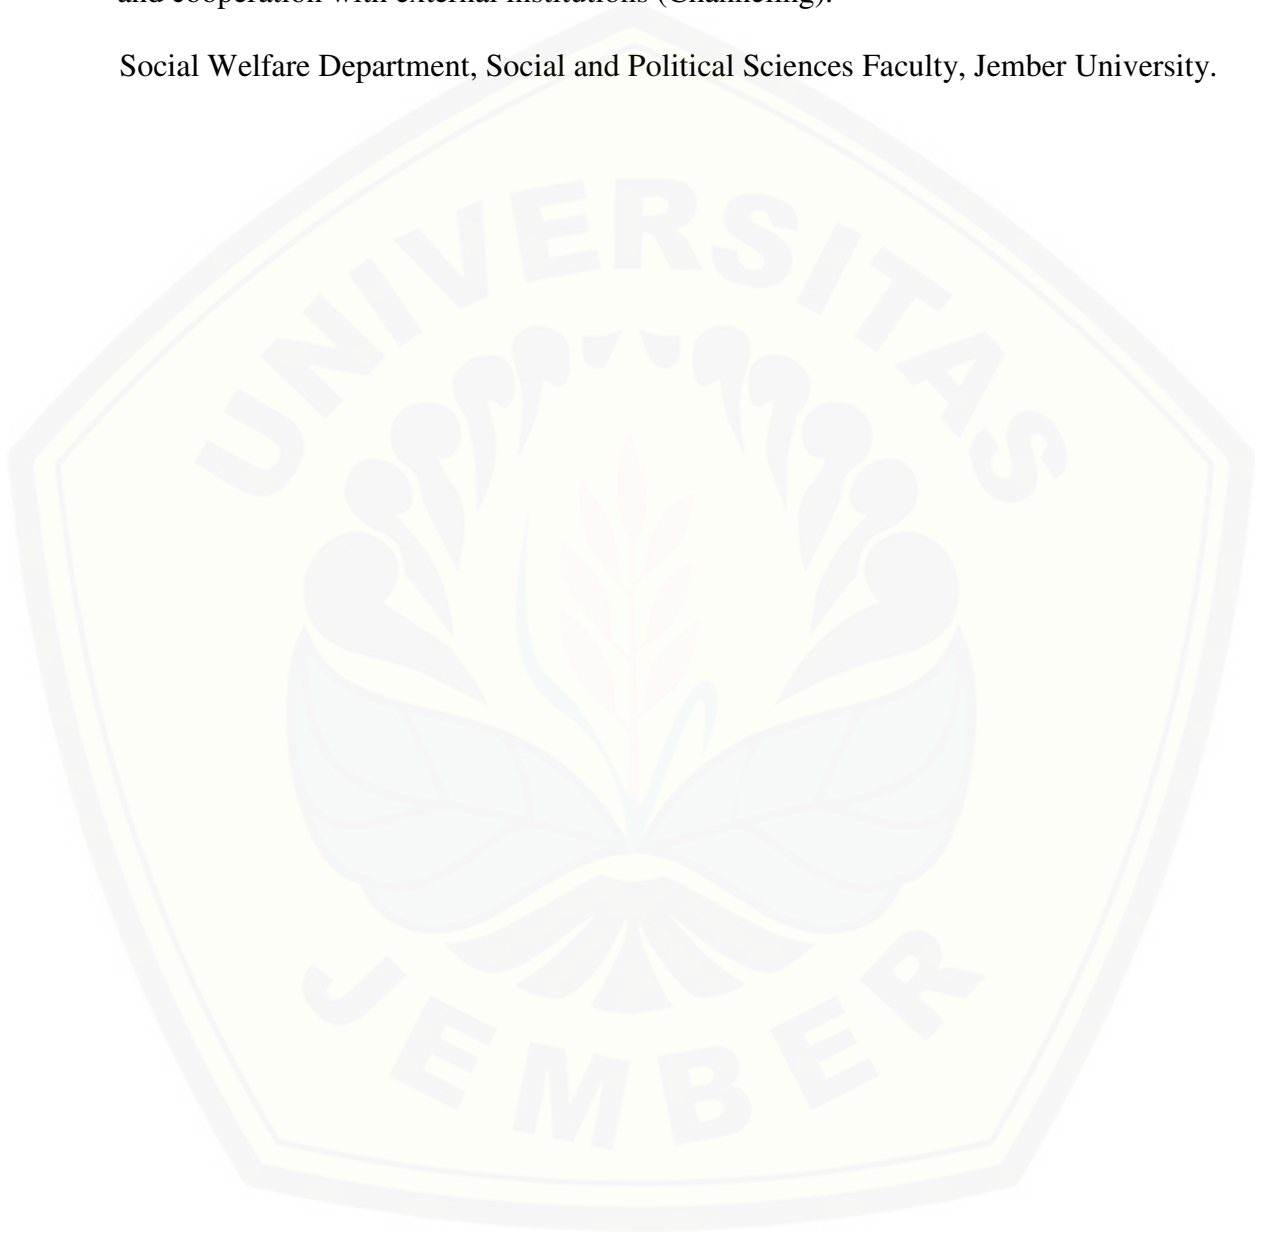 and cooperation with external institutions (Channeling).
Social Welfare Department, Social and Political Sciences Faculty, Jember University.
UNIVERSITAS
JEMBER